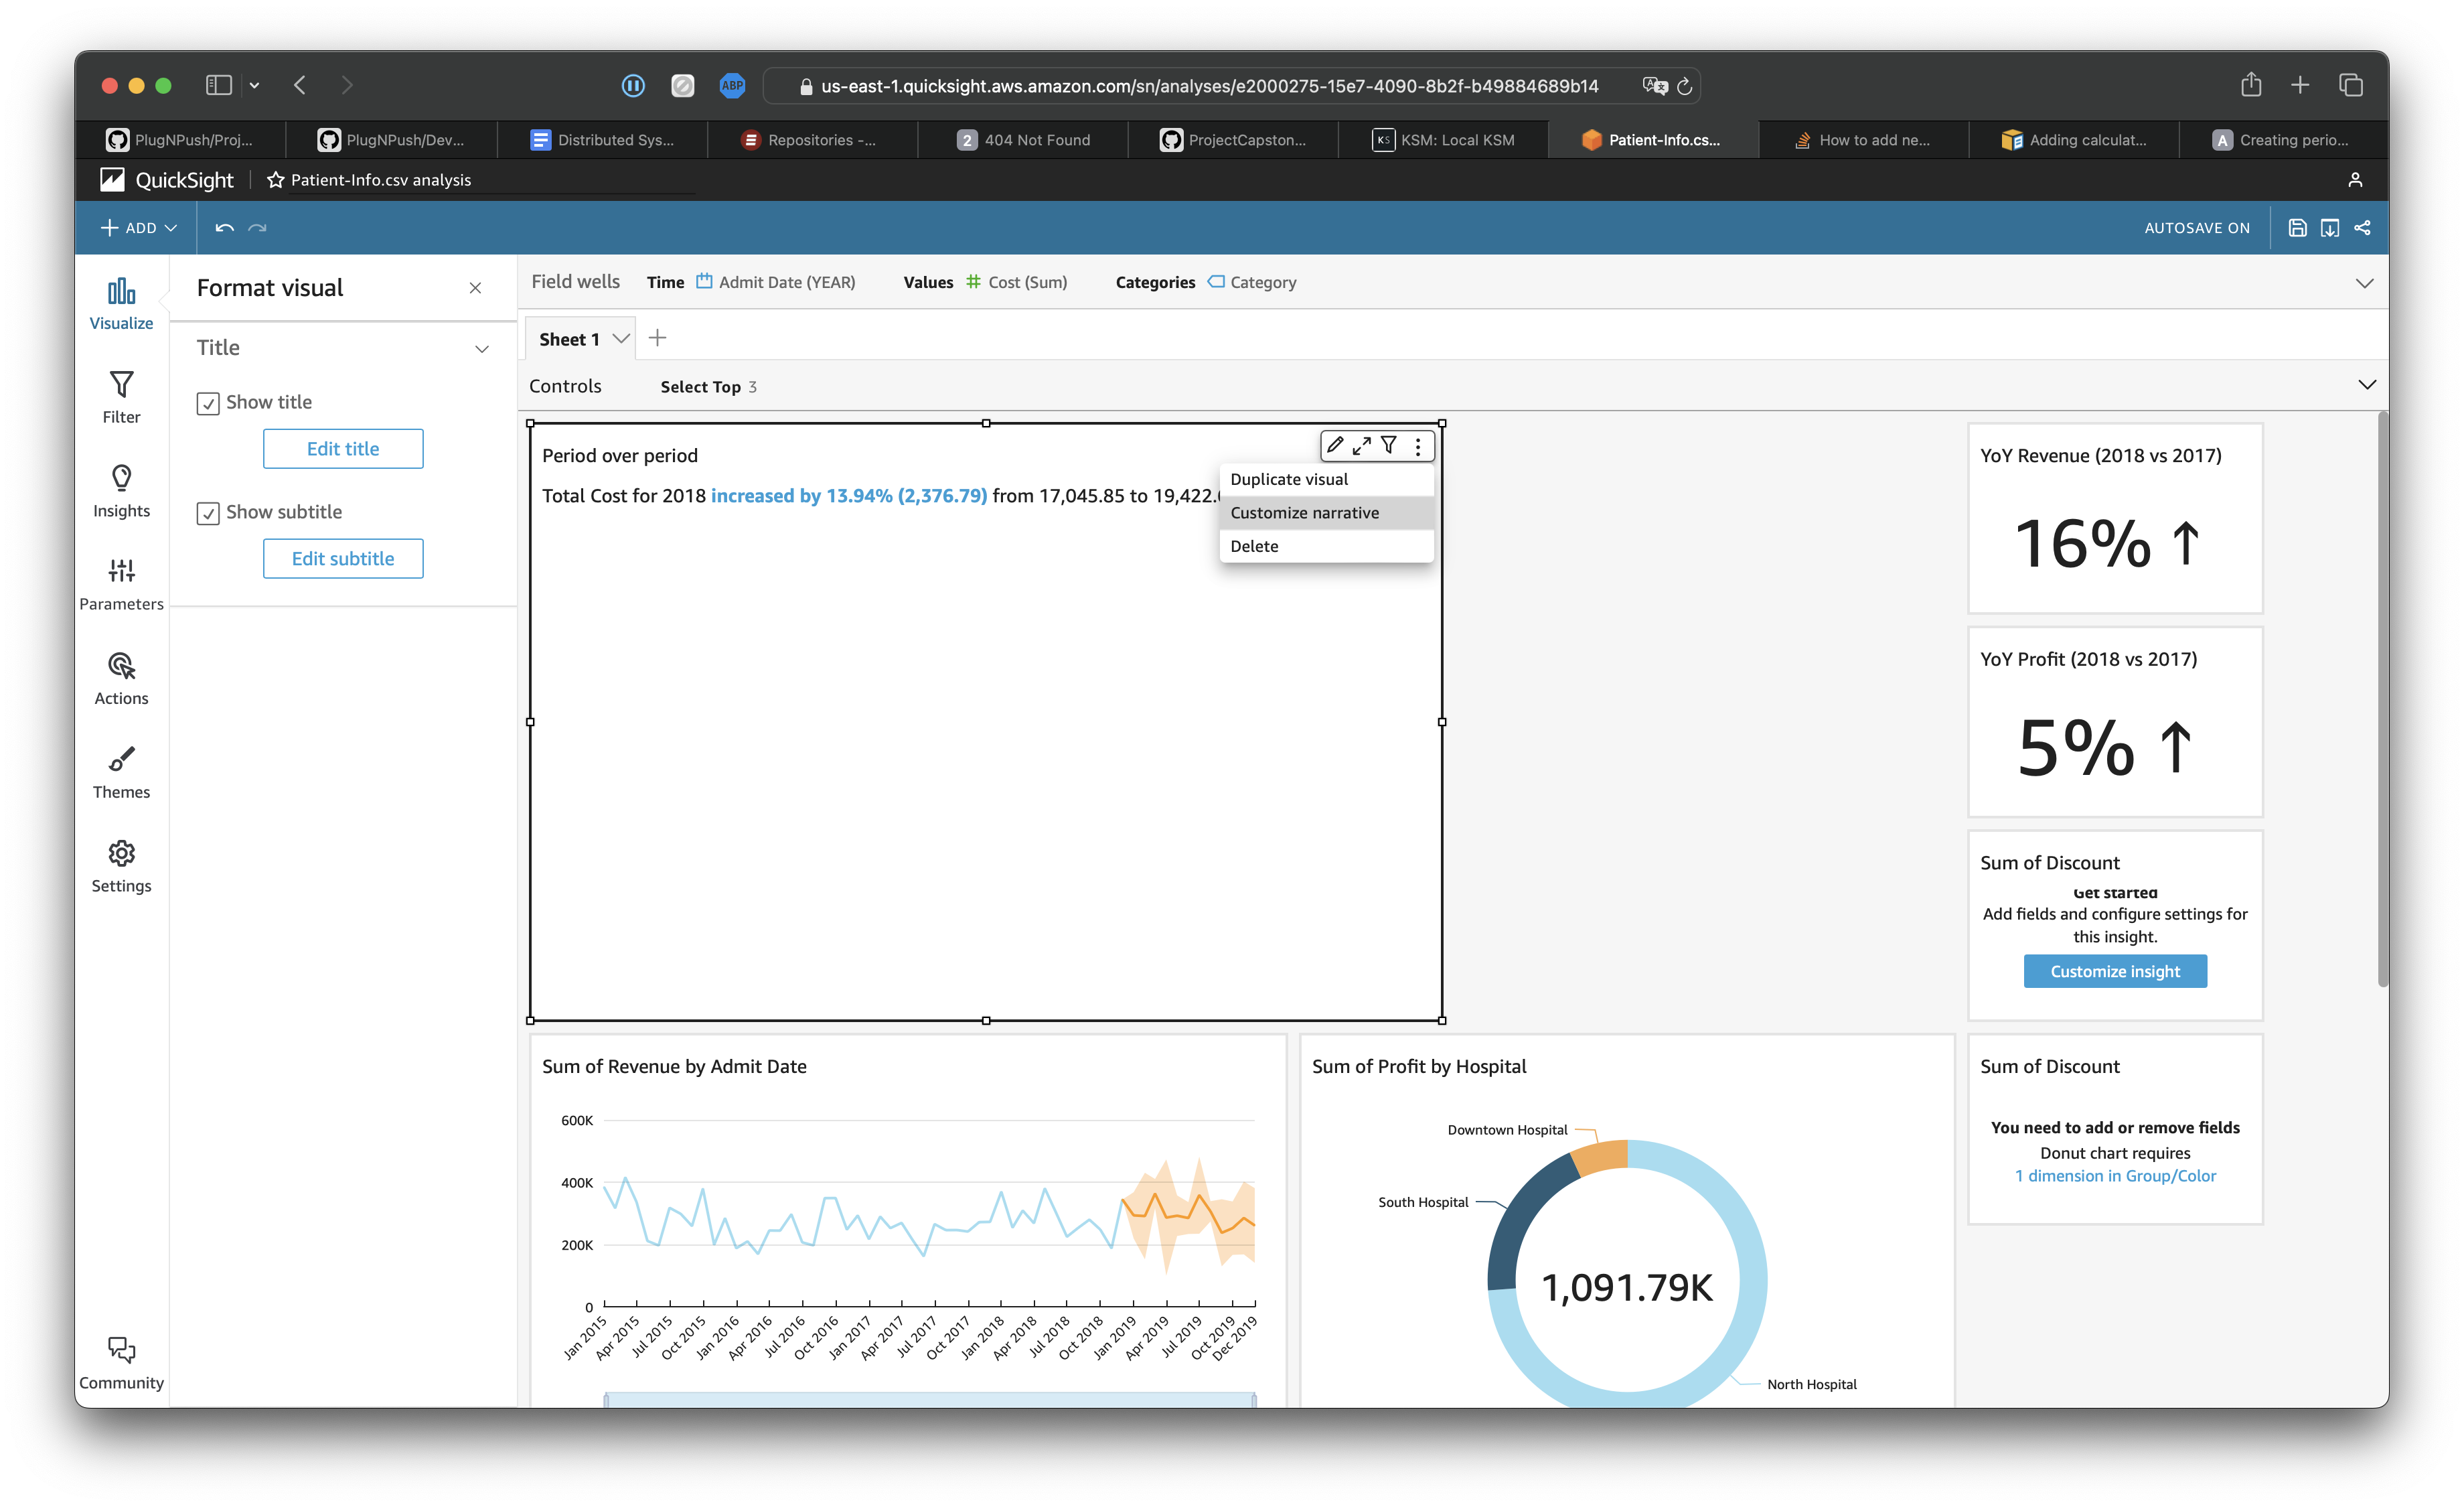 ABP
us-east-1.quicksight.aws.amazon.com/sn/analyses/e2000275-15e7-4090-8b2f-b49884689b14
PlugNPush/Proj...
PlugNPush/Dev...
Distributed Sys...
Repositories -...
2 404 Not Found
ProjectCapston...
KS KSM: Local KSM
Patient-Info.cs...
How to add ne...
Adding calculat...
A Creating perio...
QuickSight
Patient-Info.csv analysis
ADD
AUTOSAVE ON
Visualize
Filter
Insights
Parameters
Actions
Themes
Settings
Community
Format visual
Title
Show title
Edit title
Show subtitle
Edit subtitle
Field wells Time Admit Date (YEAR) Values # Cost (Sum) Categories Category
Sheet 1
Controls Select Top 3
Period over period
Total Cost for 2018 increased by 13.94% (2,376.79) from 17,045.85 to 19,422.
Duplicate visual
Customize narrative
Delete
YoY Revenue (2018 vs 2017)
16% ↑
YoY Profit (2018 vs 2017)
5% ↑
Sum of Discount
Get started
Add fields and configure settings for
this insight.
Customize insight
Sum of Revenue by Admit Date
600K
400K
200K
0
Jan 2015
Apr 2015
Jul 2015
Oct 2015
Jan 2016
Apr 2016
Jul 2016
Oct 2016
Jan 2017
Apr 2017
Jul 2017
Oct 2017
Jan 2018
Apr 2018
Jul 2018
Oct 2018
Jan 2019
Apr 2019
Jul 2019
Oct 2019
Dec 2019
Sum of Profit by Hospital
Downtown Hospital
South Hospital
1,091.79K
North Hospital
Sum of Discount
You need to add or remove fields
Donut chart requires
1 dimension in Group/Color